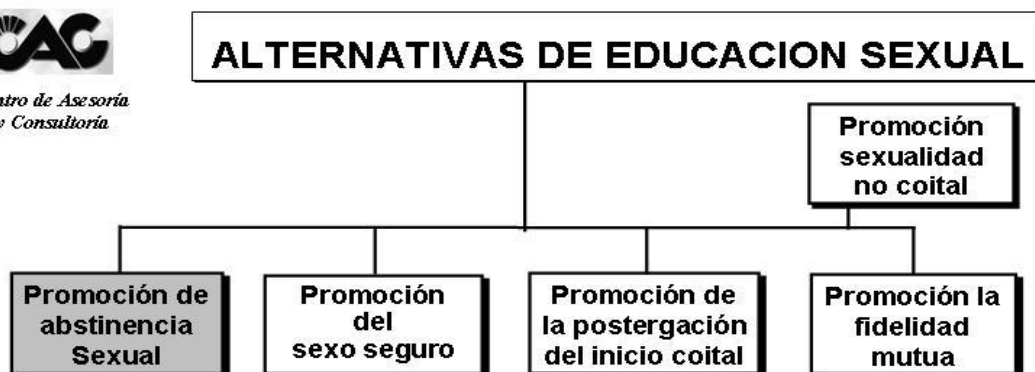 CAC
ALTERNATIVAS DE EDUCACION SEXUAL
ntro de Asesoría
y Consultoría
Promoción
sexualidad
no coital
Promoción de
abstinencia
Sexual
Promoción
del
sexo seguro
Promoción de
la postergación
del inicio coital
Promoción la
fidelidad
mutua